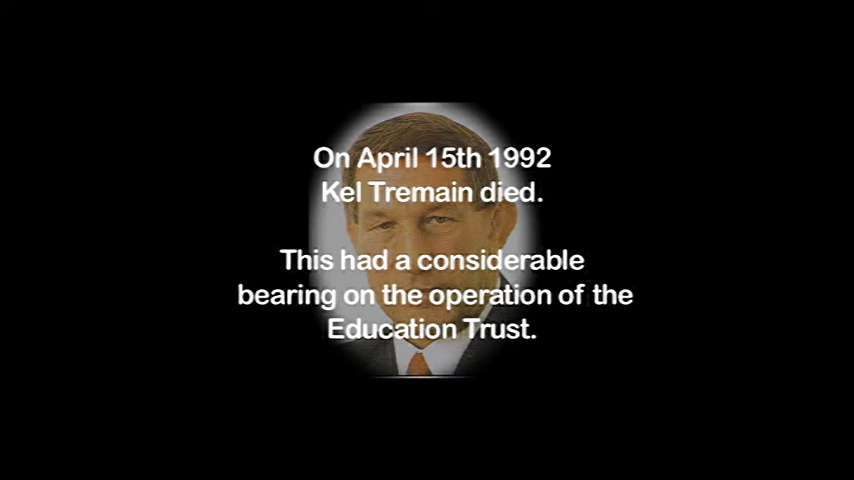 On April 15th 1992
Kel Tremain died.
This had a considerable
bearing on the operation of the
Education Trust.